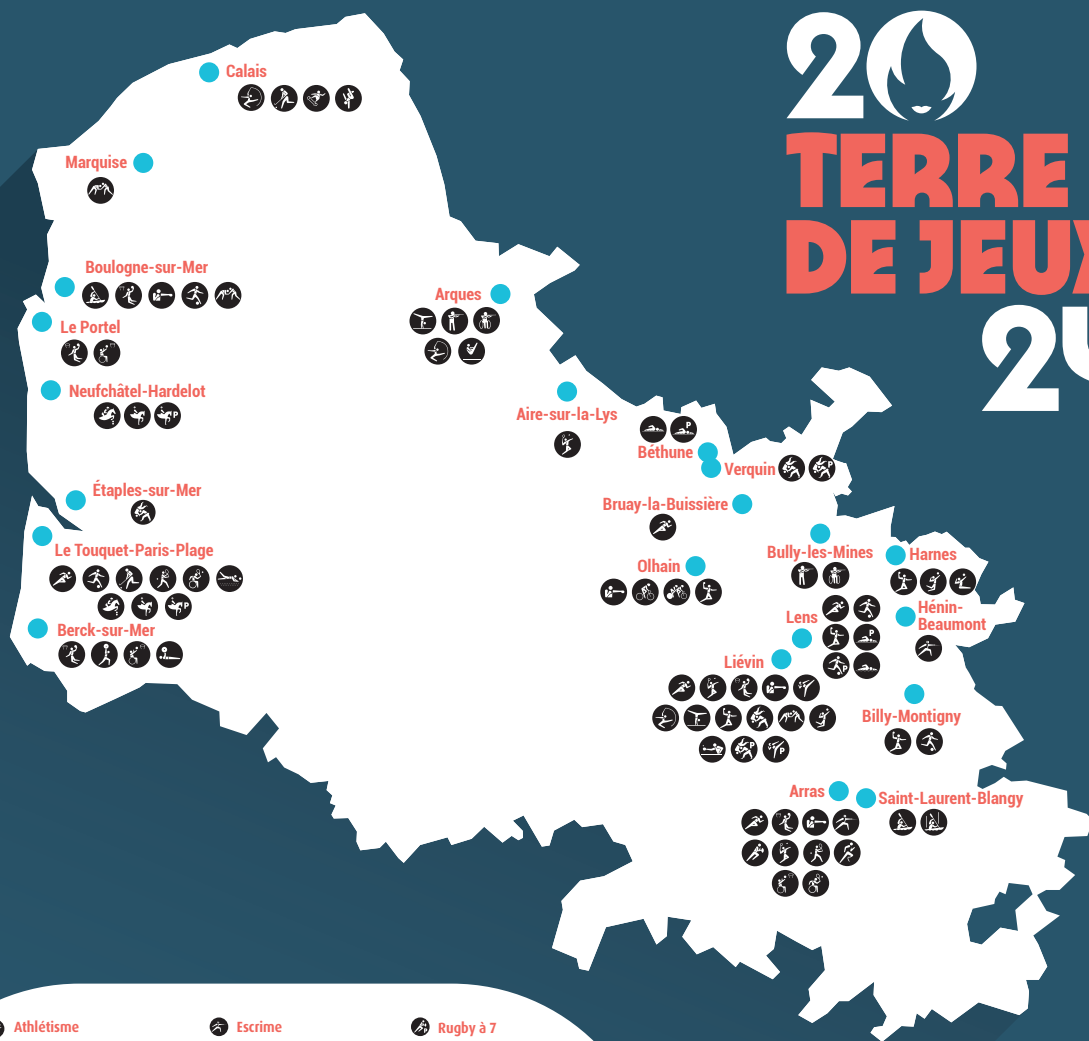 20
TERRE
DE JEUX
24
Calais
Marquise
Boulogne-sur-Mer
Le Portel
Neufchâtel-Hardelot
P
Étaples-sur-Mer
Le Touquet-Paris-Plage
P
Berck-sur-Mer
Arques
Aire-sur-la-Lys
P
Béthune
Verquin
P
Bruay-la-Buissière
Olhain
Bully-les-Mines
Harnes
Lens
P
P
Hénin-
Beaumont
Liévin
P
P
Billy-Montigny
Arras
Saint-Laurent-Blangy
Athlétisme
Escrime
Rugby à 7